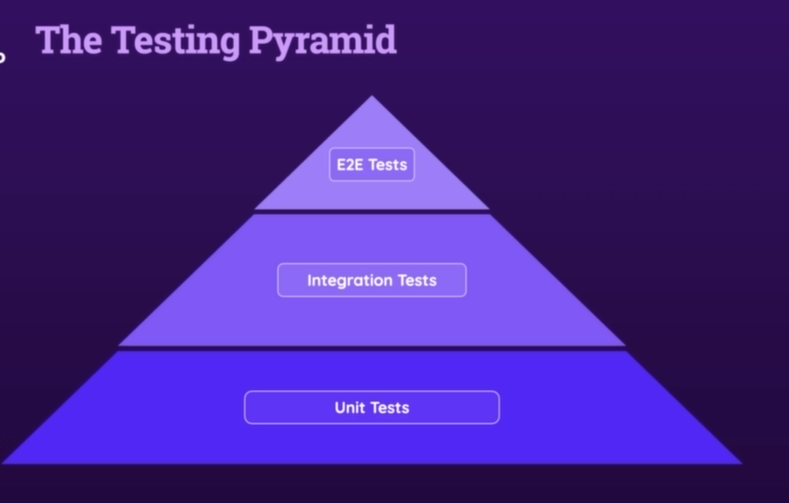 The Testing Pyramid
E2E Tests
Integration Tests
Unit Tests